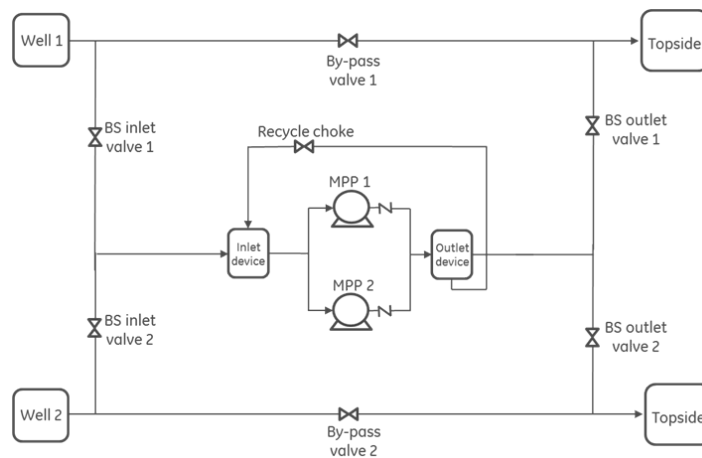 Well 1
By-pass
valve 1
Topside
BS inlet
valve 1
Recycle choke
BS outlet
valve 1
MPP 1
Inlet
device
Outlet
device
MPP 2
BS inlet
valve 2
BS outlet
valve 2
Well 2
By-pass
valve 2
Topside